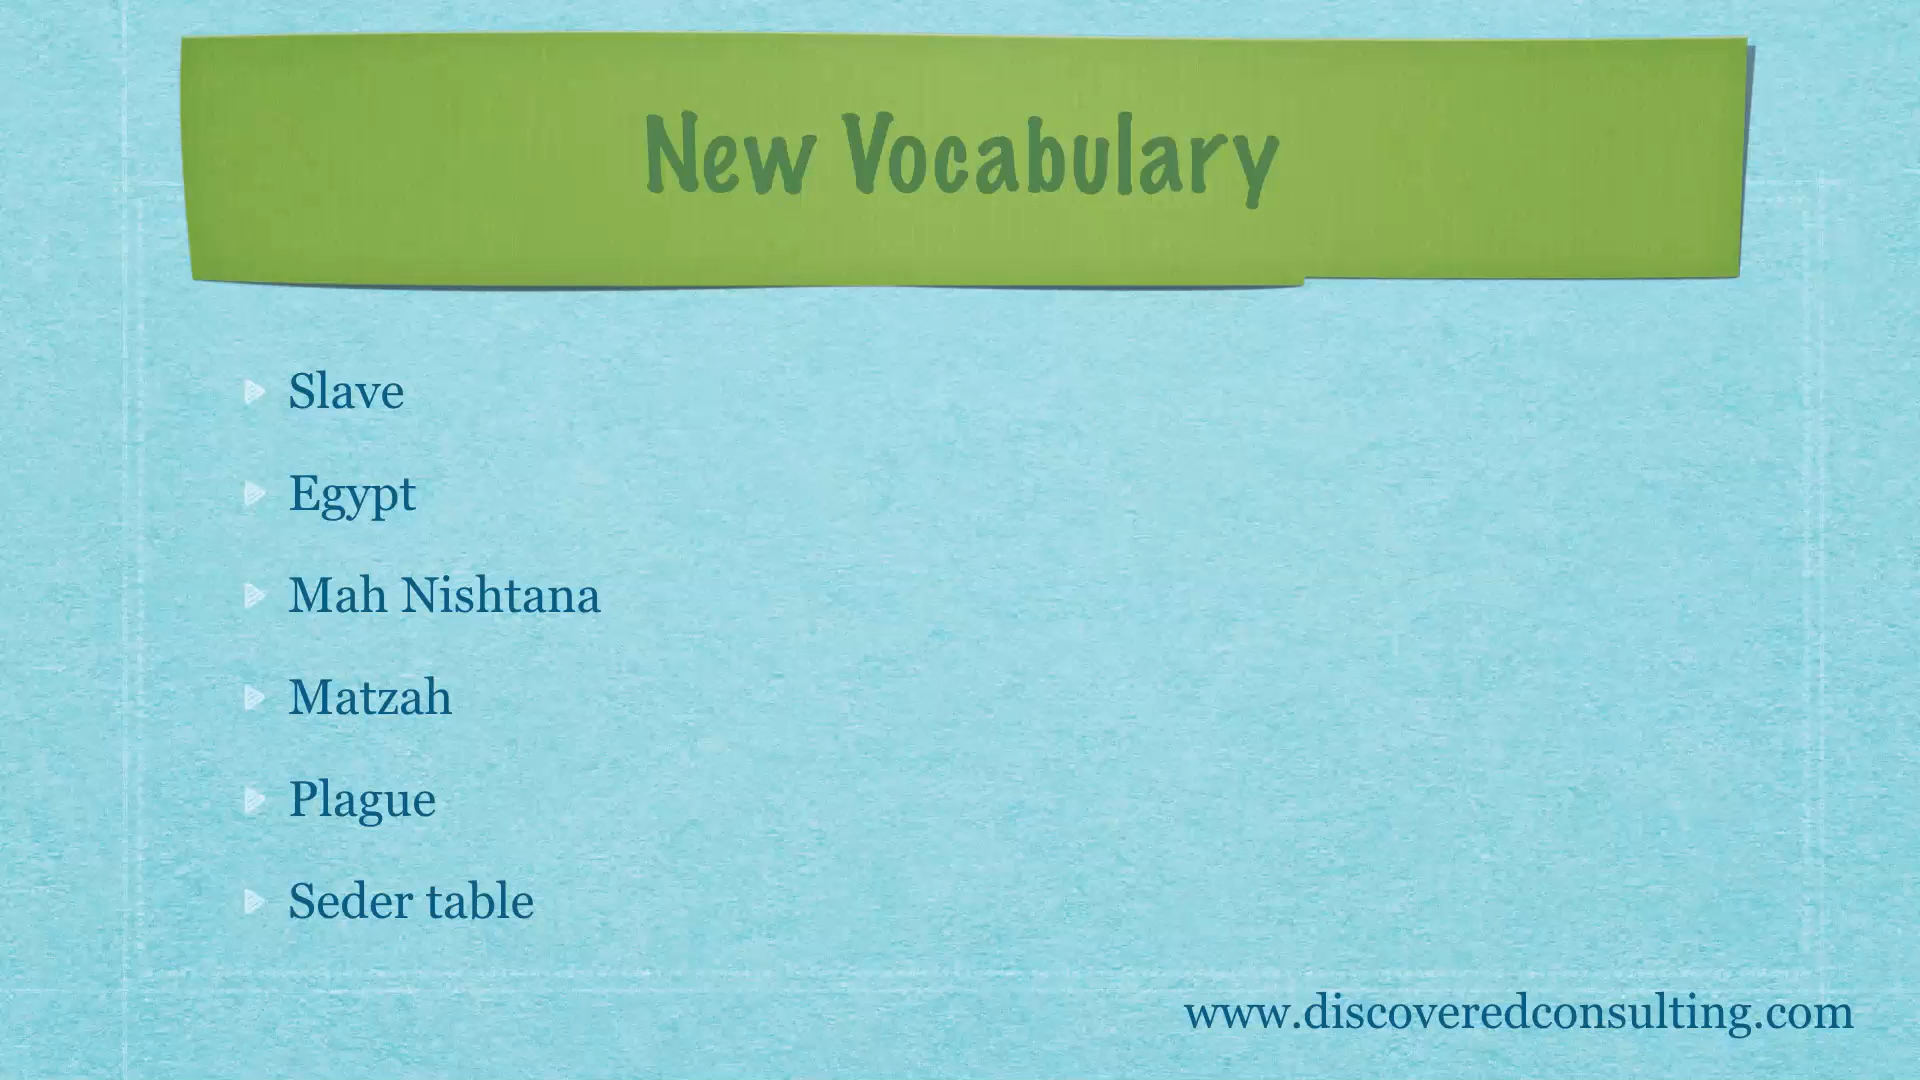 New Vocabulary
Slave
Egypt
Mah Nishtana
Matzah
Plague
Seder table
www.discoveredconsulting.com